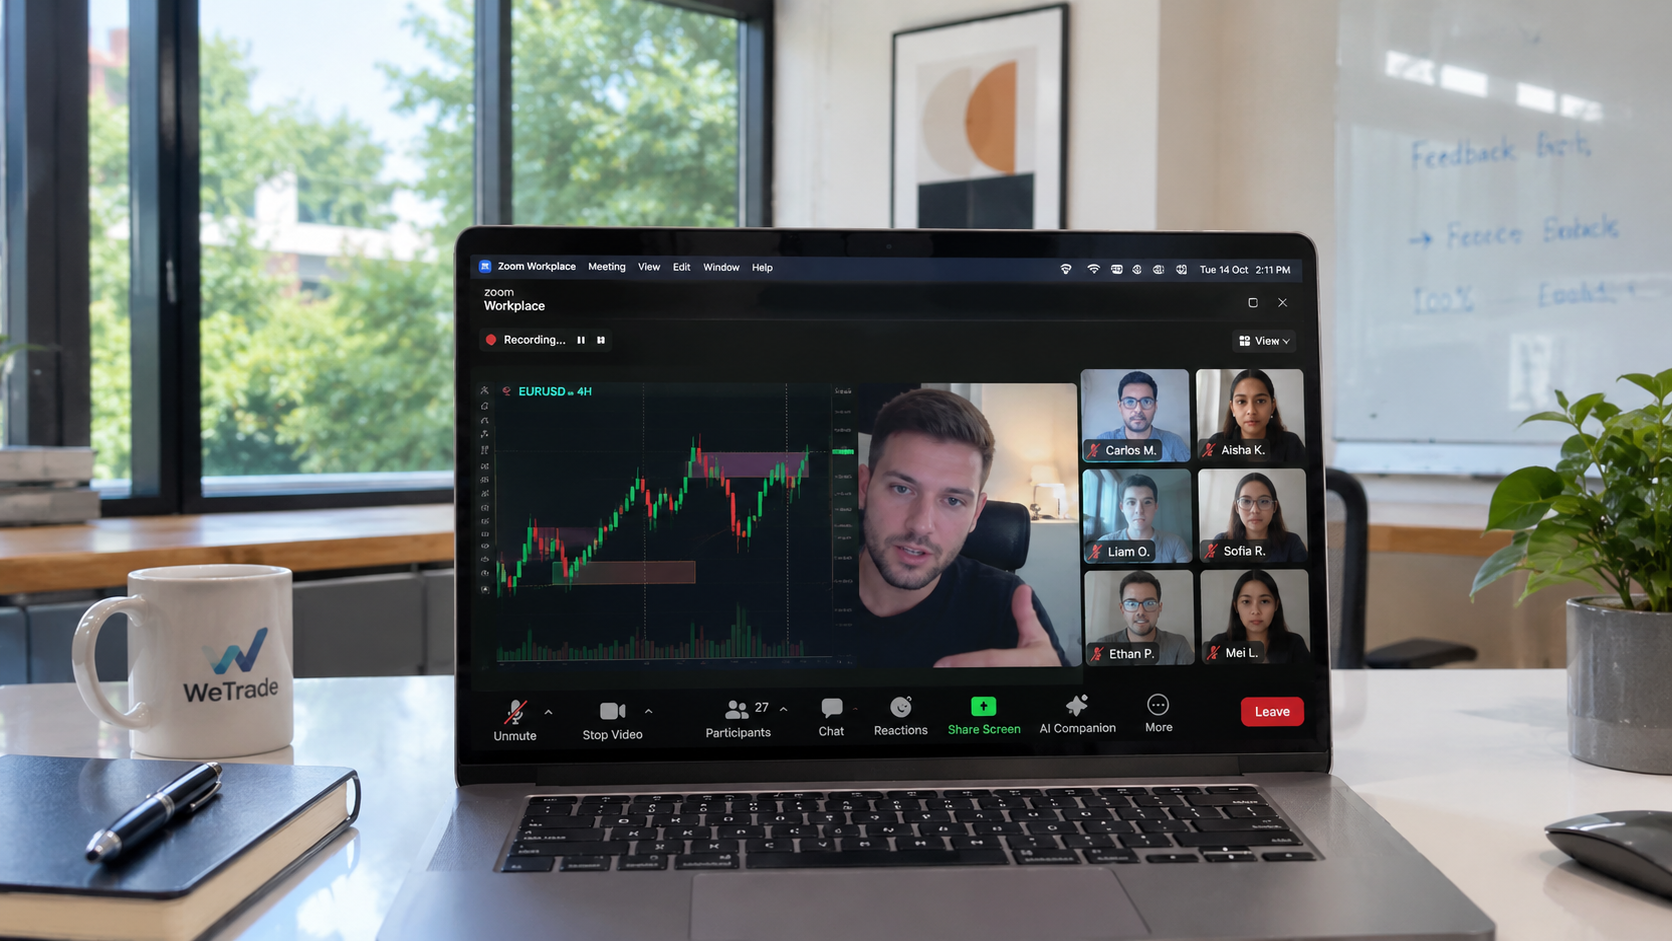 Feedback
Zoom Workplace Meeting View Edit Window Help
Tue 14 Oct 2:11 PM
zoom
Workplace
Recording...
View
EURUSD 4H
Carlos M.
Aisha K.
Liam O.
Sofia R.
Ethan P.
Mei L.
WeTrade
Unmute
Stop Video
27
Participants
Chat
Reactions
Share Screen
AI Companion
More
Leave